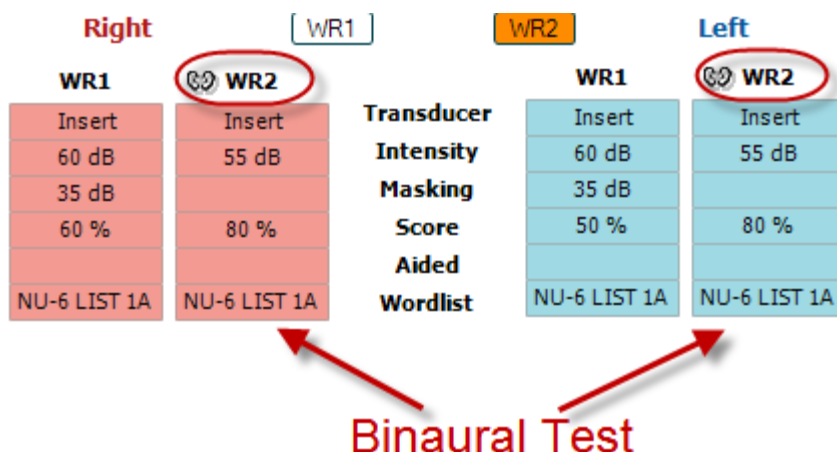 Right WR1 WR2 Left
WR1 WR2 WR1 WR2
Insert Insert Transducer Insert Insert
60 dB 55 dB Intensity 60 dB 55 dB
35 dB Masking 35 dB
60 % 80 % Score 50 % 80 %
Aided
NU-6 LIST 1A NU-6 LIST 1A Wordlist NU-6 LIST 1A NU-6 LIST 1A
Binaural Test